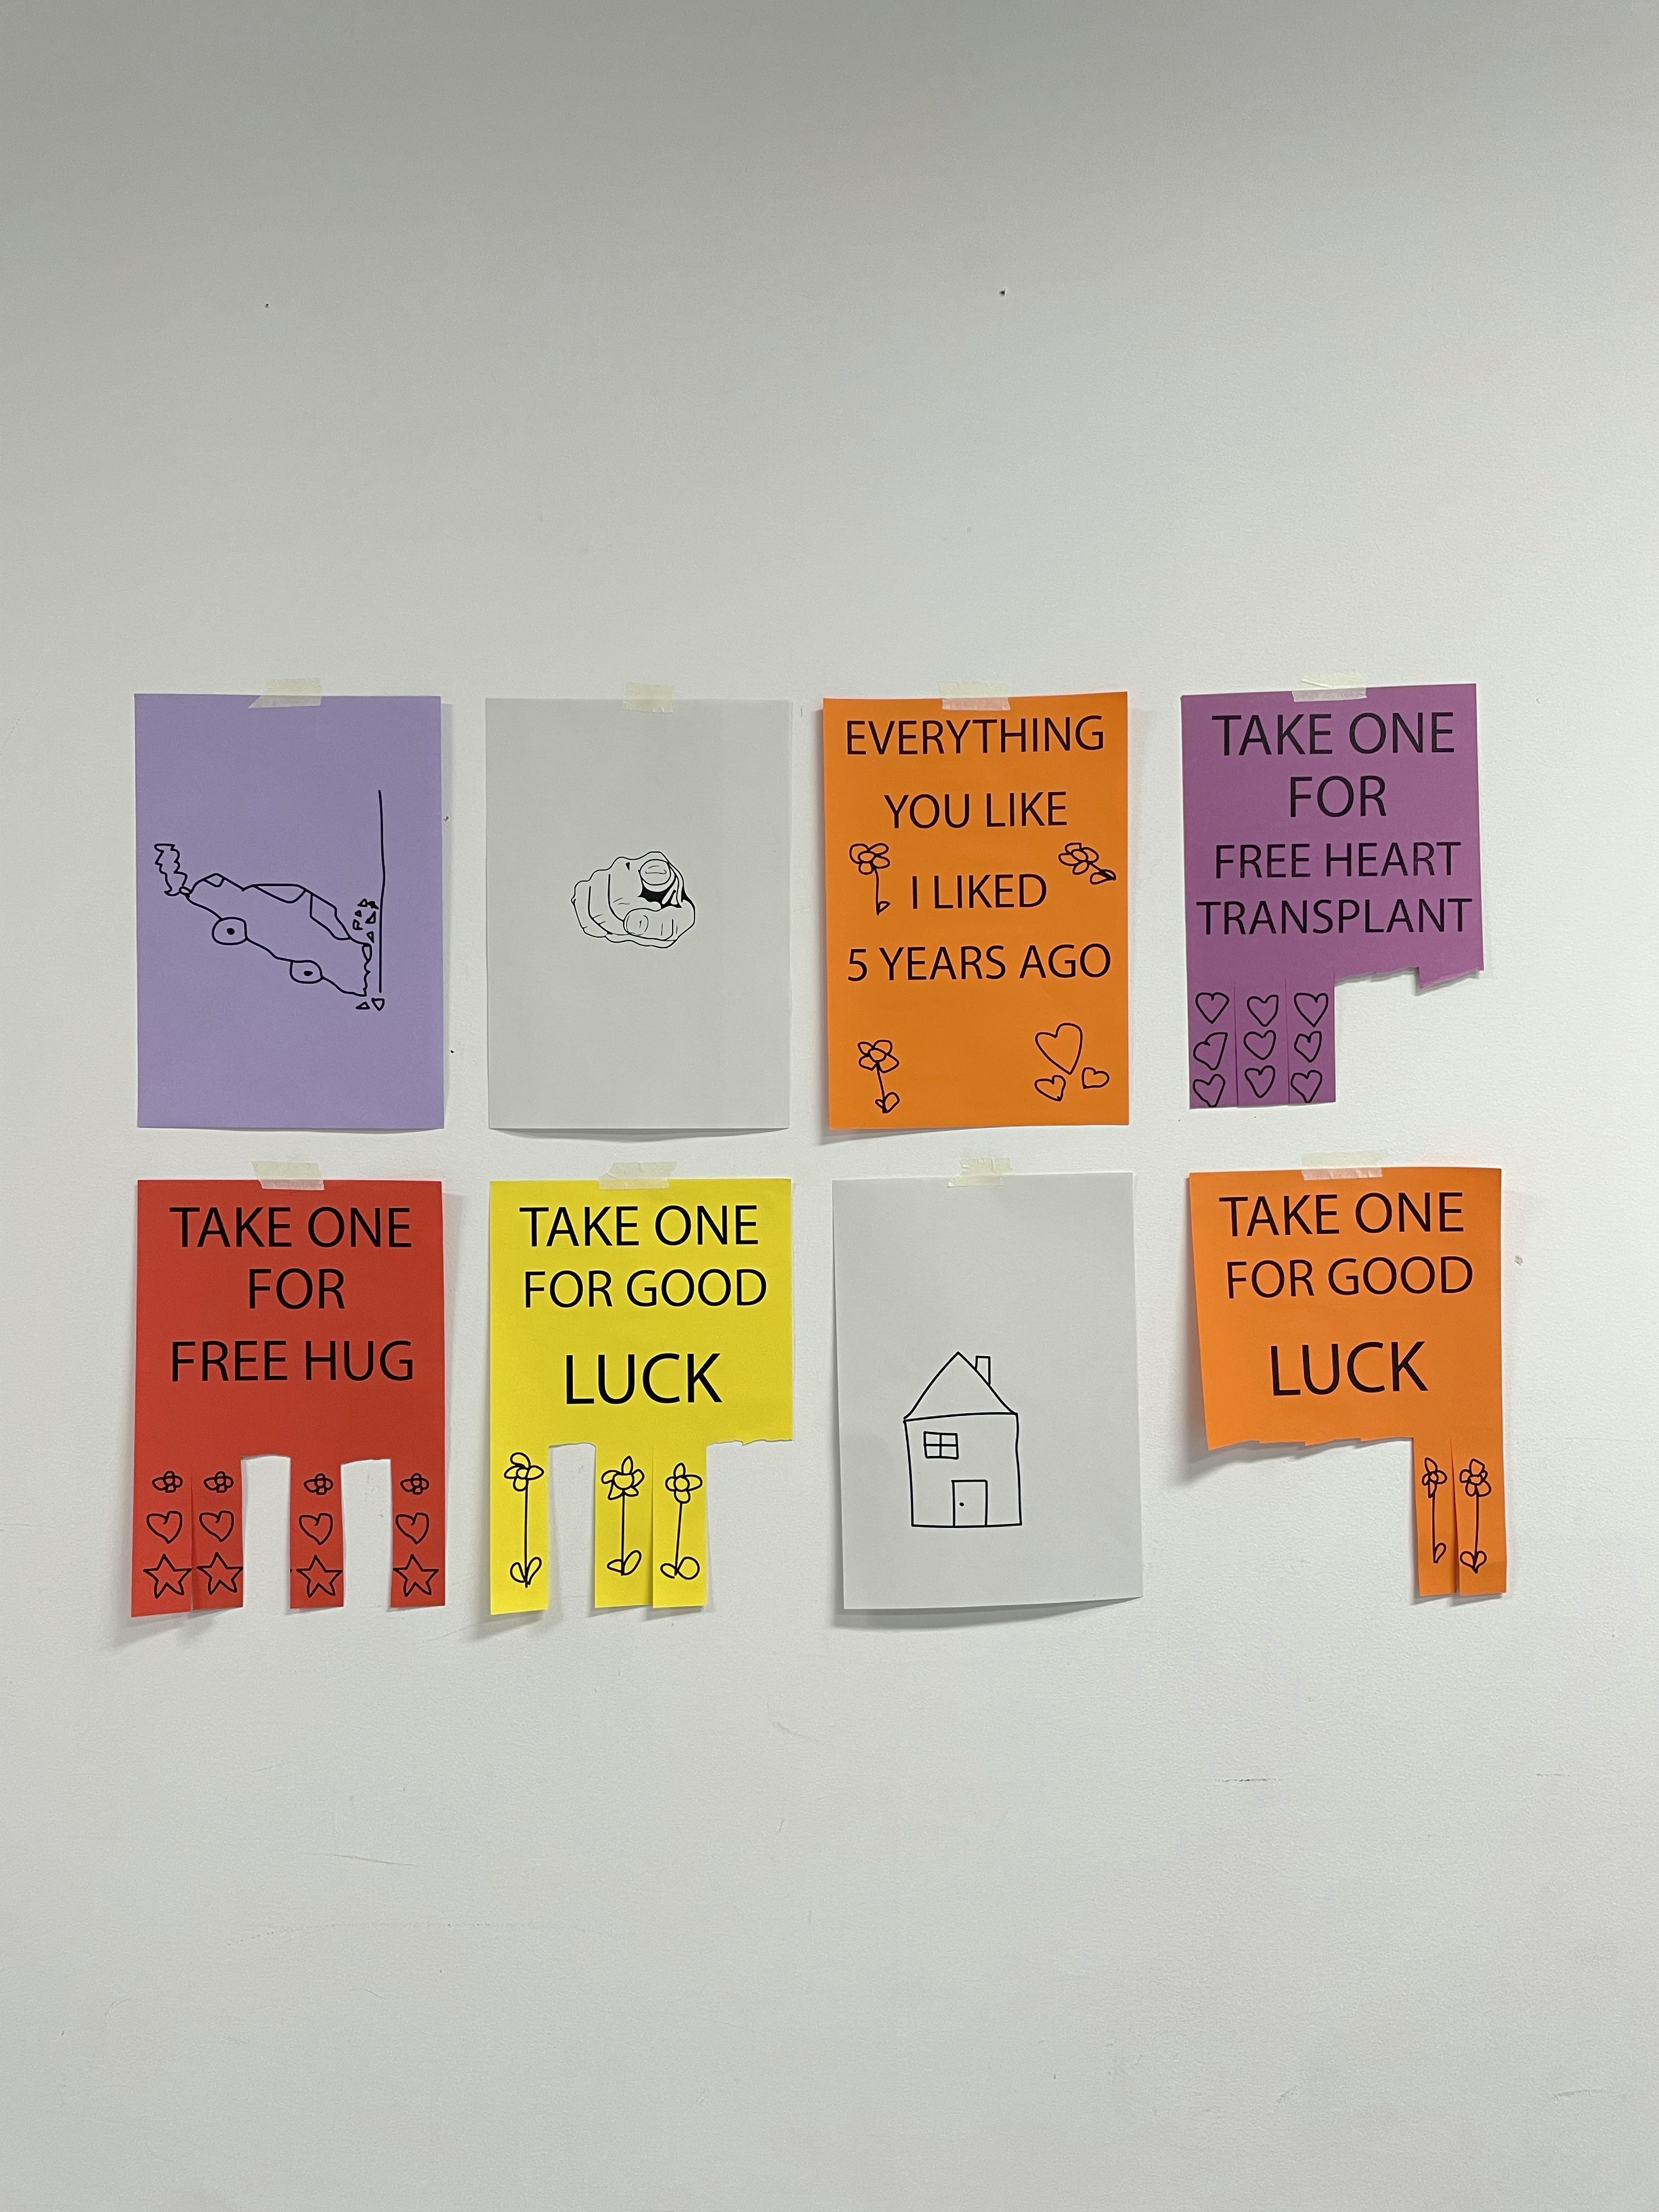 EVERYTHING
YOU LIKE
I LIKED
5 YEARS AGO
TAKE ONE
FOR
FREE HEART
TRANSPLANT
TAKE ONE
FOR
FREE HUG
TAKE ONE
FOR GOOD
LUCK
TAKE ONE
FOR GOOD
LUCK